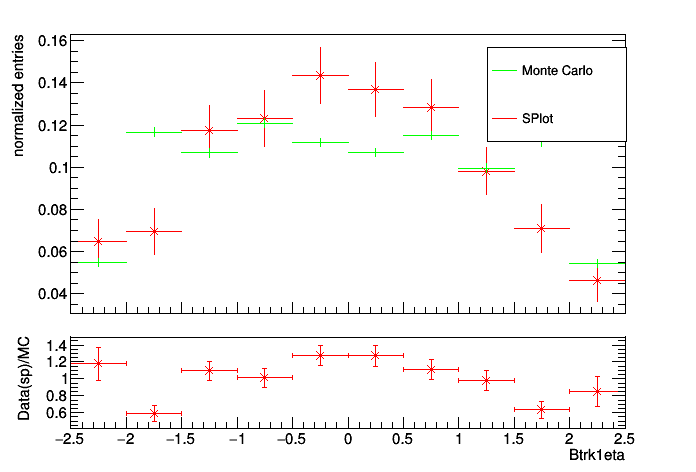 normalized entries
0.16
0.14
0.12
0.1
0.08
0.06
0.04
Monte Carlo
SPlot
Data(sp)/MC
1.4
1.2
1
0.8
0.6
−2.5 −2 −1.5 −1 −0.5 0 0.5 1 1.5 2 2.5
Btrk1eta